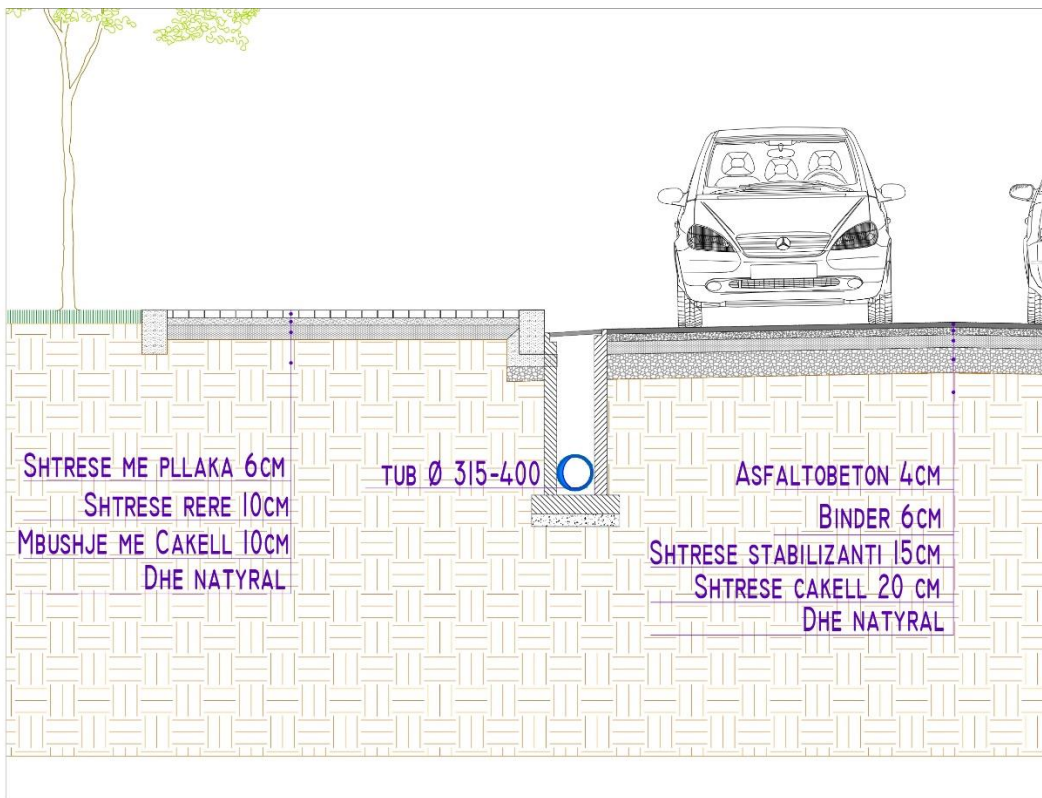 SHTRESE ME PLLAKA 6CM
SHTRESE RERE 10CM
MBUSHJE ME CAKELL 10CM
DHE NATYRAL
TUB Ø 315-400
ASFALTOBETON 4CM
BINDER 6CM
SHTRESE STABILIZANTI 15CM
SHTRESE CAKELL 20 CM
DHE NATYRAL